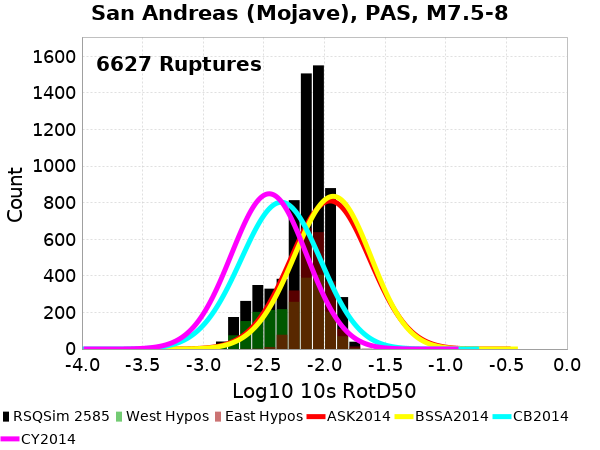 San Andreas (Mojave), PAS, M7.5-8
6627 Ruptures
Count
1600
1400
1200
1000
800
600
400
200
0
-4.0 -3.5 -3.0 -2.5 -2.0 -1.5 -1.0 -0.5 0.0
Log10 10s RotD50
RSQSim 2585 West Hypos East Hypos ASK2014 BSSA2014 CB2014
CY2014